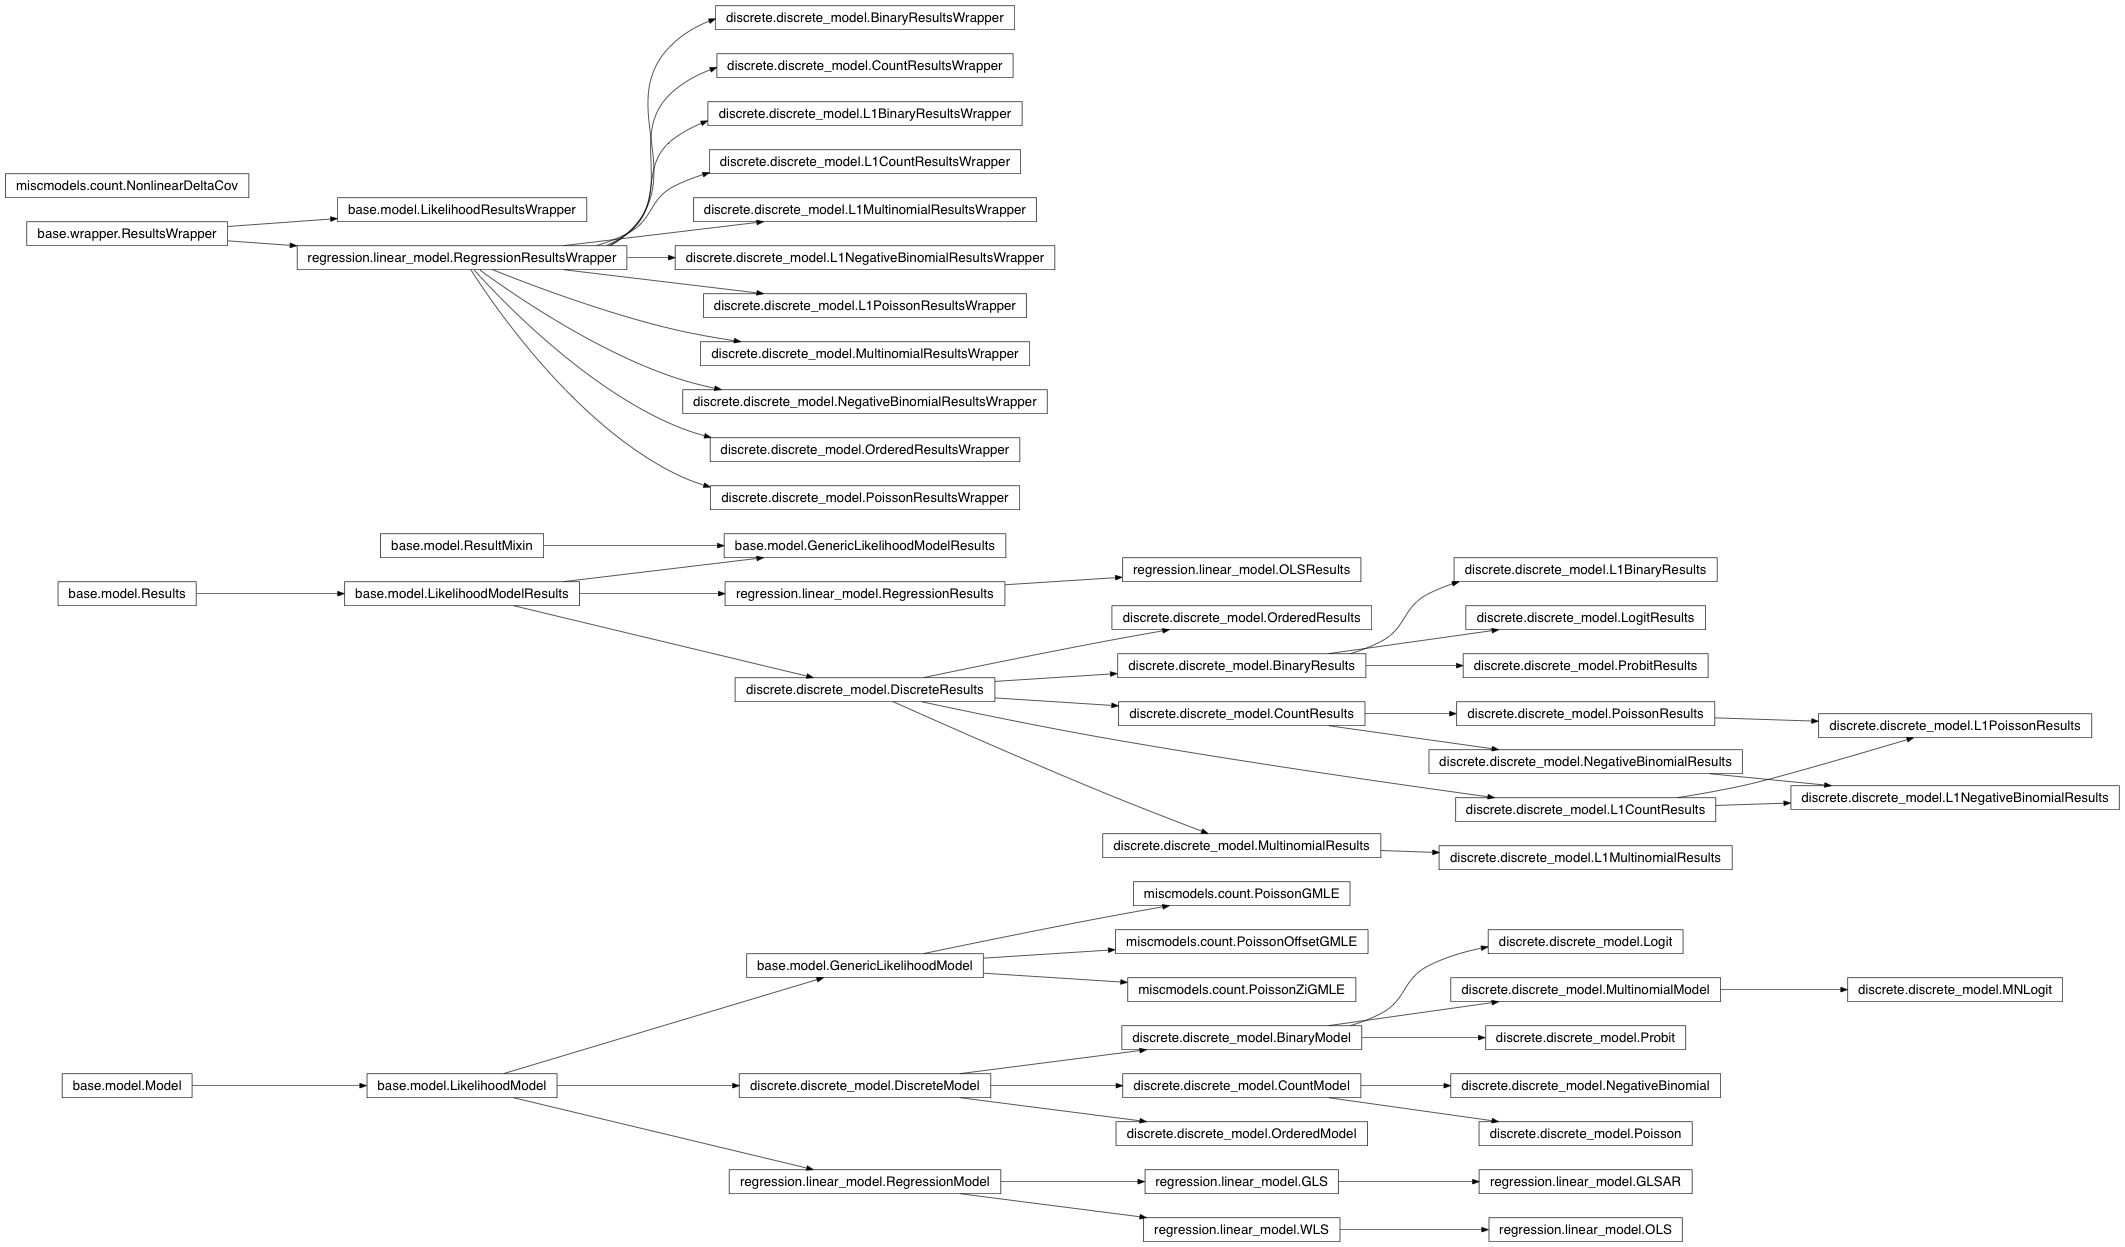 discrete.discrete_model.BinaryResultsWrapper
discrete.discrete_model.CountResultsWrapper
discrete.discrete_model.L1BinaryResultsWrapper
discrete.discrete_model.L1CountResultsWrapper
miscmodels.count.NonlinearDeltaCov
base.model.LikelihoodResultsWrapper
discrete.discrete_model.L1MultinomialResultsWrapper
base.wrapper.ResultsWrapper
regression.linear_model.RegressionResultsWrapper
discrete.discrete_model.L1NegativeBinomialResultsWrapper
discrete.discrete_model.L1PoissonResultsWrapper
discrete.discrete_model.MultinomialResultsWrapper
discrete.discrete_model.NegativeBinomialResultsWrapper
discrete.discrete_model.OrderedResultsWrapper
discrete.discrete_model.PoissonResultsWrapper
base.model.ResultMixin
base.model.GenericLikelihoodModelResults
regression.linear_model.OLSResults
discrete.discrete_model.L1BinaryResults
base.model.Results
base.model.LikelihoodModelResults
regression.linear_model.RegressionResults
discrete.discrete_model.OrderedResults
discrete.discrete_model.LogitResults
discrete.discrete_model.BinaryResults
discrete.discrete_model.ProbitResults
discrete.discrete_model.DiscreteResults
discrete.discrete_model.CountResults
discrete.discrete_model.PoissonResults
discrete.discrete_model.L1PoissonResults
discrete.discrete_model.NegativeBinomialResults
discrete.discrete_model.L1CountResults
discrete.discrete_model.L1NegativeBinomialResults
discrete.discrete_model.MultinomialResults
discrete.discrete_model.L1MultinomialResults
miscmodels.count.PoissonGMLE
miscmodels.count.PoissonOffsetGMLE
discrete.discrete_model.Logit
base.model.GenericLikelihoodModel
miscmodels.count.PoissonZiGMLE
discrete.discrete_model.MultinomialModel
discrete.discrete_model.MNLogit
discrete.discrete_model.BinaryModel
discrete.discrete_model.Probit
base.model.Model
base.model.LikelihoodModel
discrete.discrete_model.DiscreteModel
discrete.discrete_model.CountModel
discrete.discrete_model.NegativeBinomial
discrete.discrete_model.OrderedModel
discrete.discrete_model.Poisson
regression.linear_model.RegressionModel
regression.linear_model.GLS
regression.linear_model.GLSAR
regression.linear_model.WLS
regression.linear_model.OLS